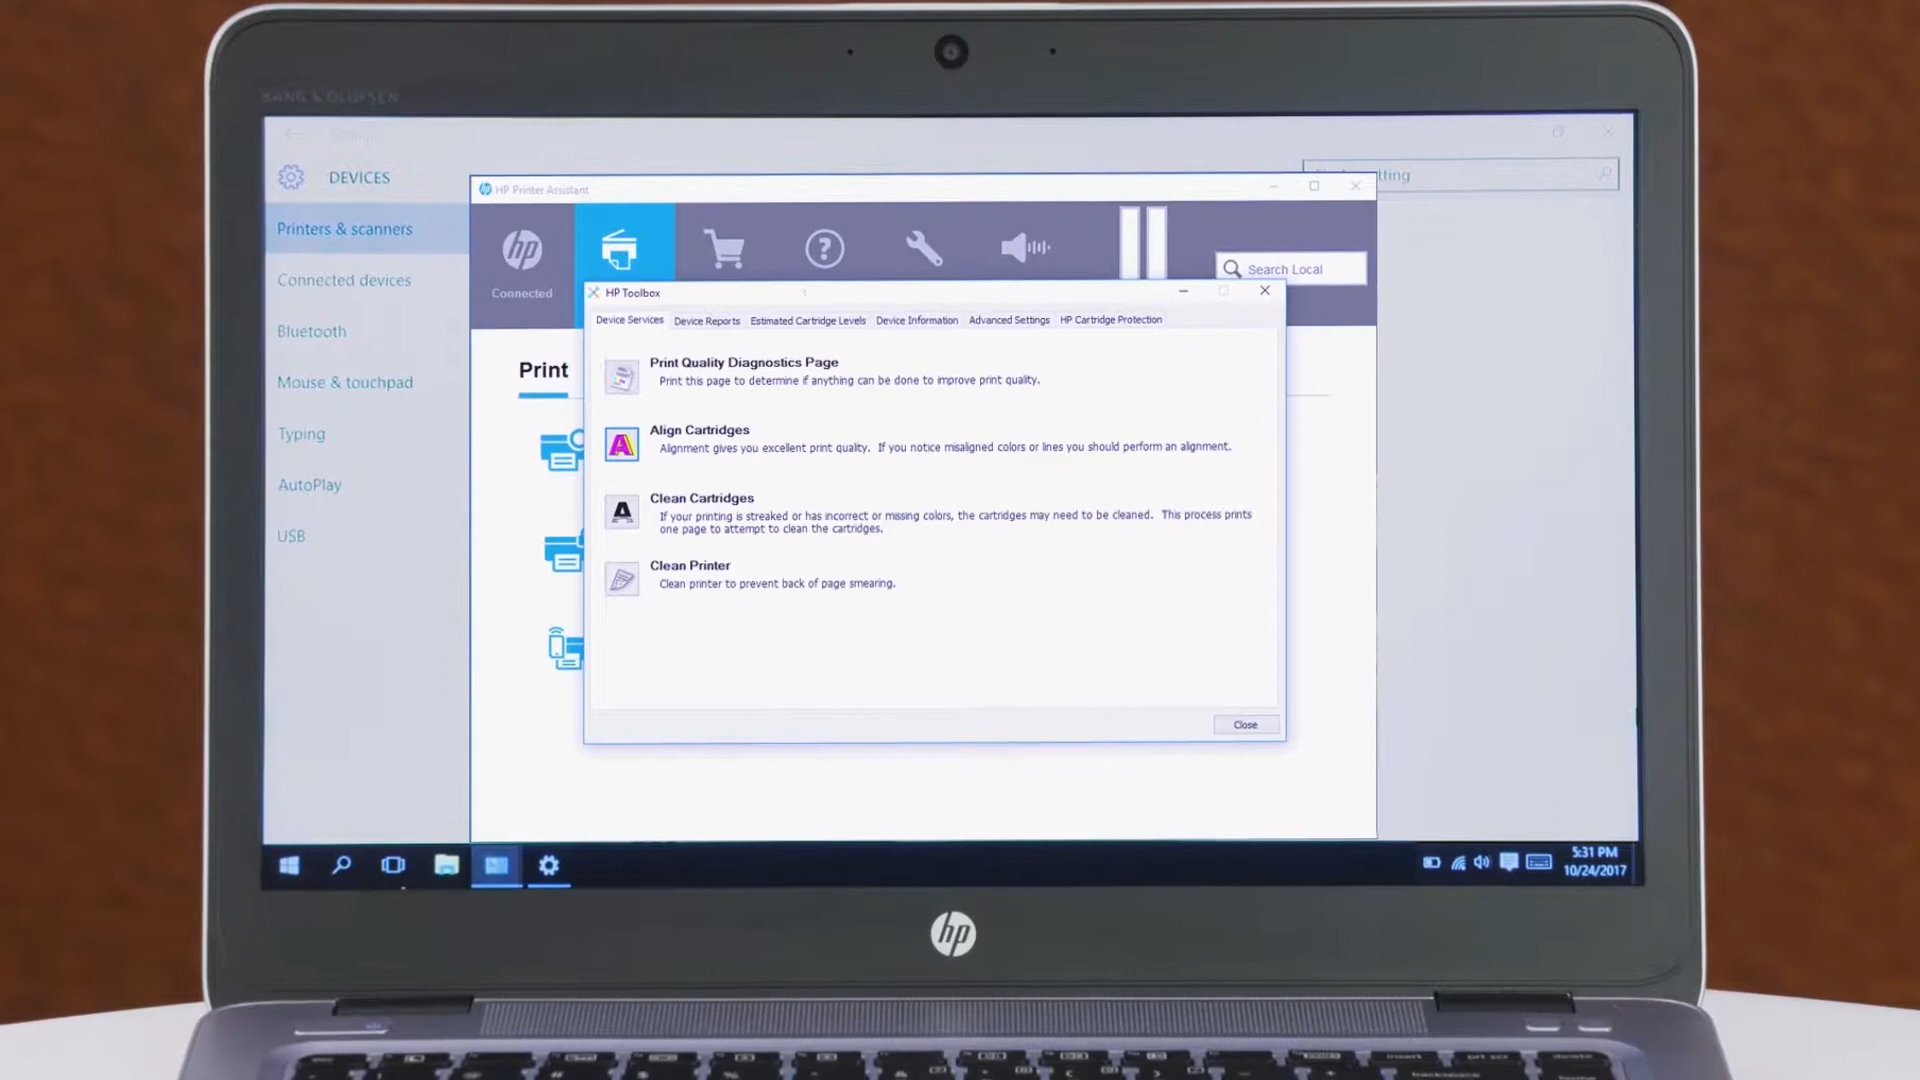 BANG & OLUFSEN
Settings
DEVICES
Printers & scanners
Connected devices
Bluetooth
Mouse & touchpad
Typing
AutoPlay
USB
HP Printer Assistant
hp
Connected
?
Search Local
Print
HP Toolbox
Device Services Device Reports Estimated Cartridge Levels Device Information Advanced Settings HP Cartridge Protection
Print Quality Diagnostics Page
Print this page to determine if anything can be done to improve print quality.
A
Align Cartridges
Alignment gives you excellent print quality. If you notice misaligned colors or lines you should perform an alignment.
A
Clean Cartridges
If your printing is streaked or has incorrect or missing colors, the cartridges may need to be cleaned. This process prints
one page to attempt to clean the cartridges.
Clean Printer
Clean printer to prevent back of page smearing.
Close
5:31 PM
10/24/2017
hp